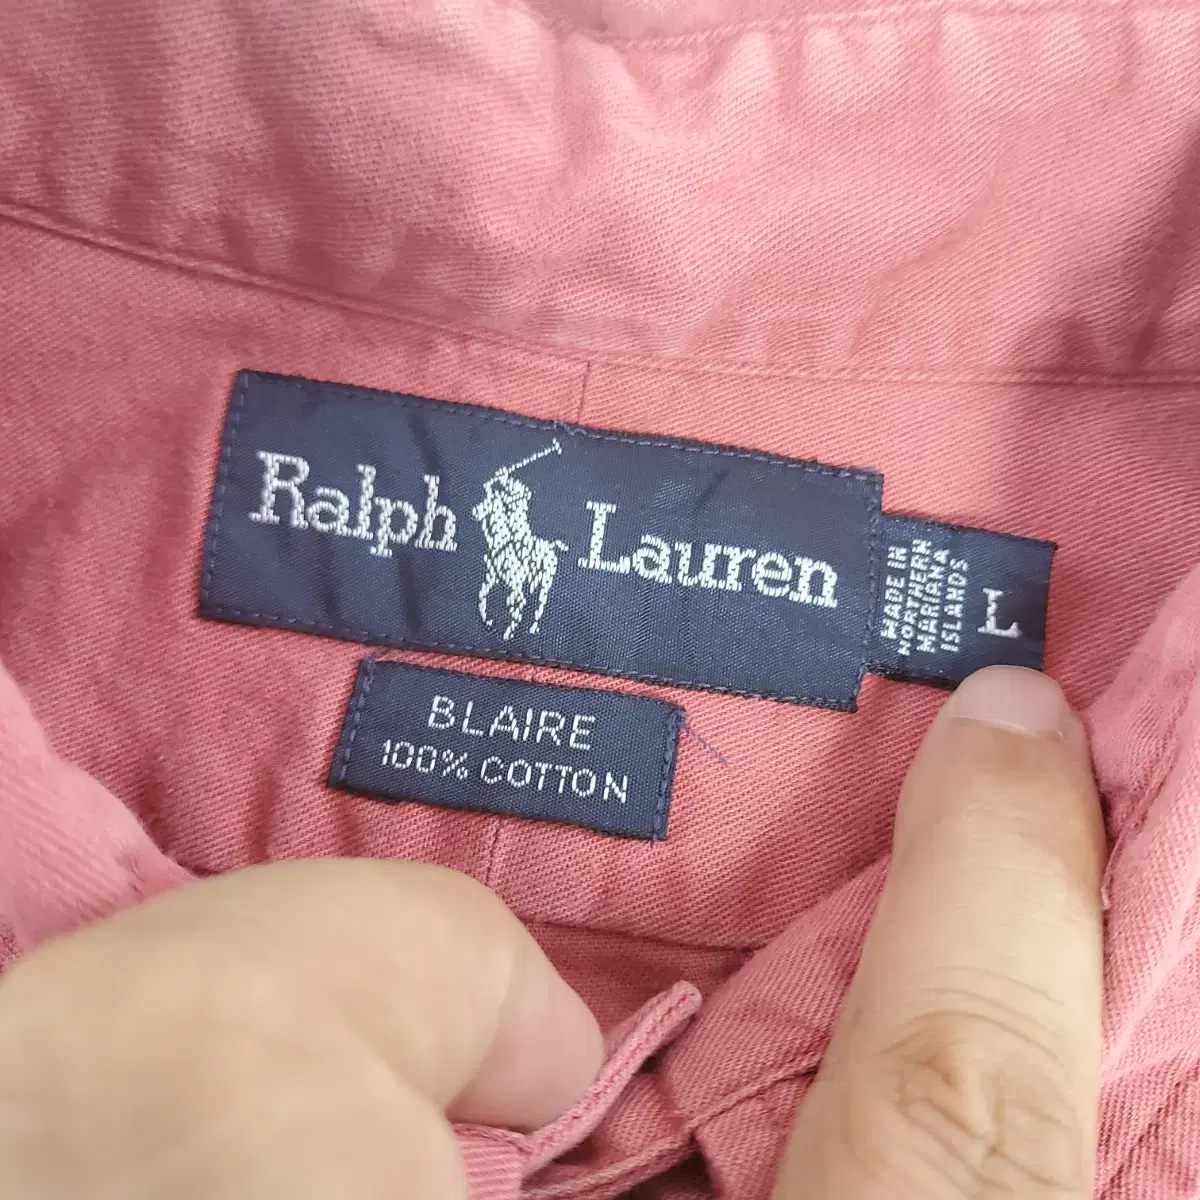 Ralph Lauren
MADE IN
NORTHERN
MARIANA
ISLANDS
L
BLAIRE
100% COTTON